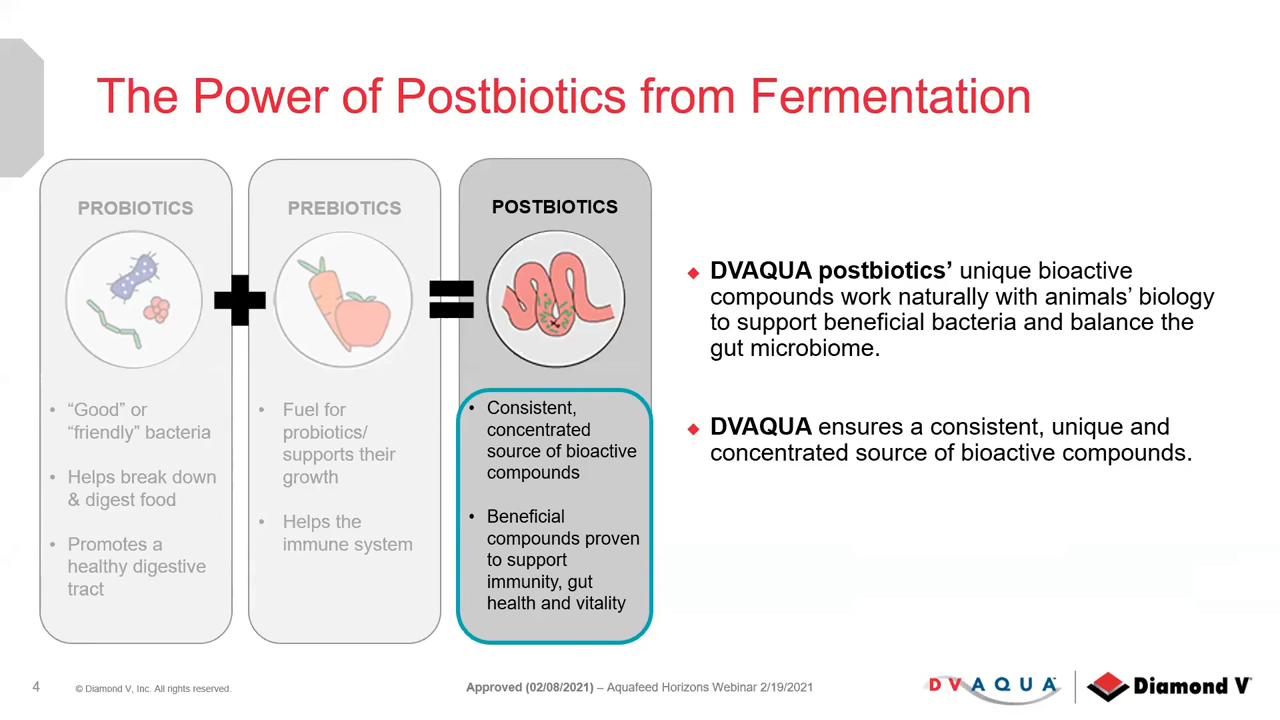 The Power of Postbiotics from Fermentation
PROBIOTICS
• “Good” or
“friendly” bacteria
• Helps break down
& digest food
• Promotes a
healthy digestive
tract
PREBIOTICS
• Fuel for
probiotics/
supports their
growth
• Helps the
immune system
POSTBIOTICS
• Consistent,
concentrated
source of bioactive
compounds
• Beneficial
compounds proven
to support
immunity, gut
health and vitality
DVAQUA postbiotics’ unique bioactive
compounds work naturally with animals’ biology
to support beneficial bacteria and balance the
gut microbiome.
DVAQUA ensures a consistent, unique and
concentrated source of bioactive compounds.
4
© Diamond V, Inc. All rights reserved.
Approved (02/08/2021) – Aquafeed Horizons Webinar 2/19/2021
DVAQUA
Diamond V